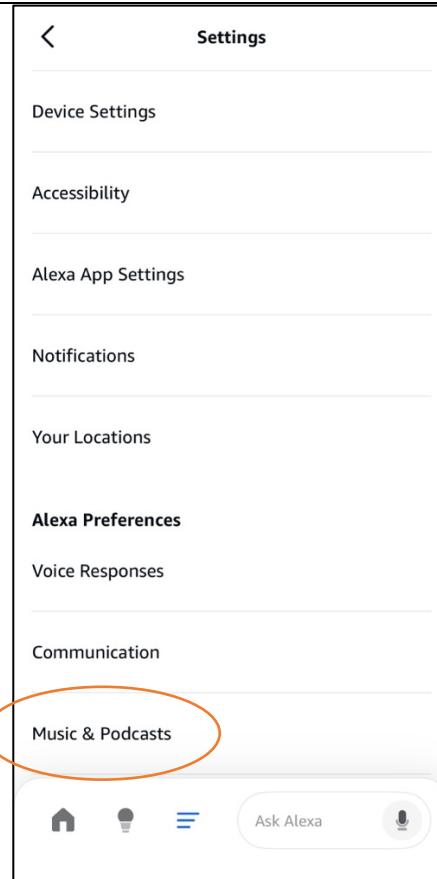 Settings
Device Settings
Accessibility
Alexa App Settings
Notifications
Your Locations
Alexa Preferences
Voice Responses
Communication
Music & Podcasts
Ask Alexa